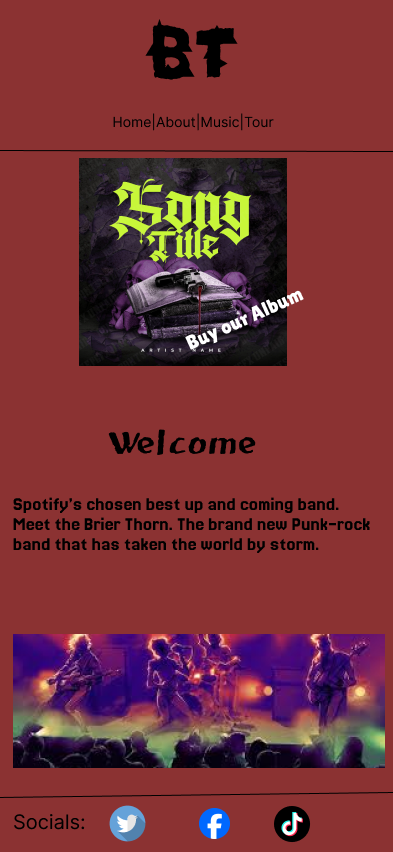 BT
Home|About|Music|Tour
Song
Title
Buy our Album
ARTIST NAME
Welcome
Spotify's chosen best up and coming band.
Meet the Brier Thorn. The brand new Punk-rock
band that has taken the world by storm.
Socials: